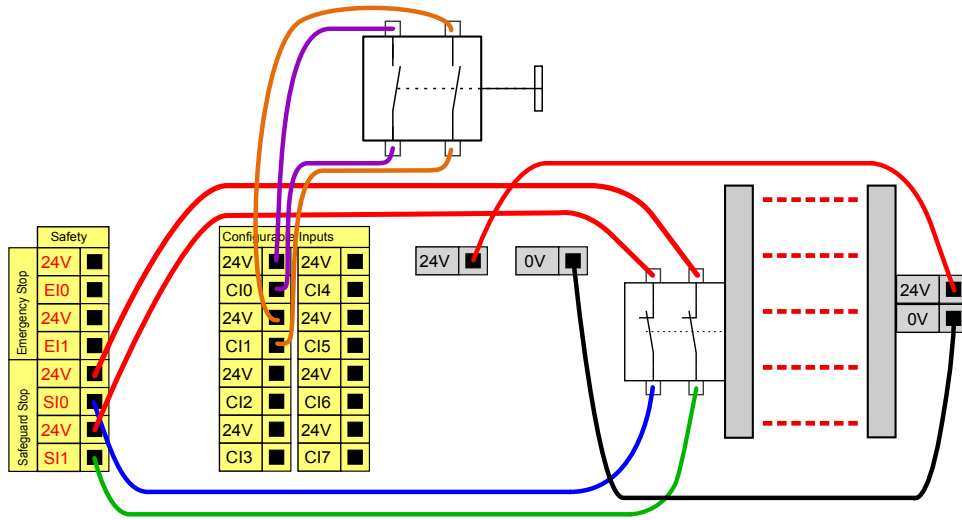 Safety
Emergency Stop
24V
EI0
24V
EI1
Safeguard Stop
24V
SI0
24V
SI1
Configurable Inputs
24V 24V
CI0 CI4
24V 24V
CI1 CI5
24V 24V
CI2 CI6
24V 24V
CI3 CI7
24V 0V
24V
0V